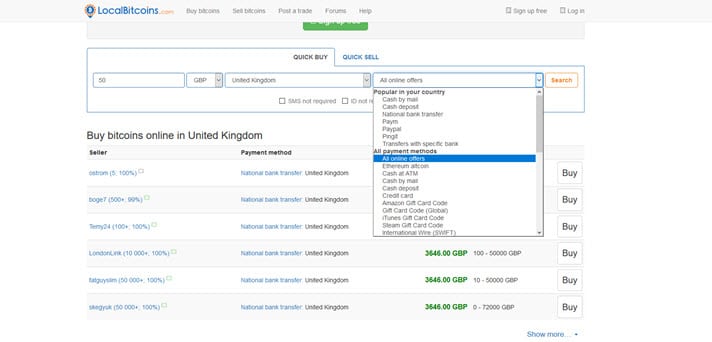 LocalBitcoins.com Buy bitcoins Sell bitcoins Post a trade Forums Help Sign up free Log in
Sign up free
QUICK BUY QUICK SELL
50 GBP United Kingdom All online offers Search
SMS not required ID not re
Popular in your country
Cash by mail
Cash deposit
National bank transfer
Paym
Paypal
Pingit
Transfers with specific bank
All payment methods
All online offers
Ethereum altcoin
Cash at ATM
Cash by mail
Cash deposit
Credit card
Amazon Gift Card Code
Gift Card Code (Global)
iTunes Gift Card Code
Steam Gift Card Code
International Wire (SWIFT)
Buy bitcoins online in United Kingdom
Seller Payment method
ostrom (5; 100%) National bank transfer: United Kingdom Buy
boge7 (500+; 99%) National bank transfer: United Kingdom Buy
Temy24 (100+; 100%) National bank transfer: United Kingdom Buy
LondonLink (10 000+; 100%) National bank transfer: United Kingdom 3646.00 GBP 100 - 50000 GBP Buy
fatguyslim (50 000+; 100%) National bank transfer: United Kingdom 3646.00 GBP 10 - 50000 GBP Buy
skegyuk (50 000+; 100%) National bank transfer: United Kingdom 3646.00 GBP 0 - 72000 GBP Buy
Show more…